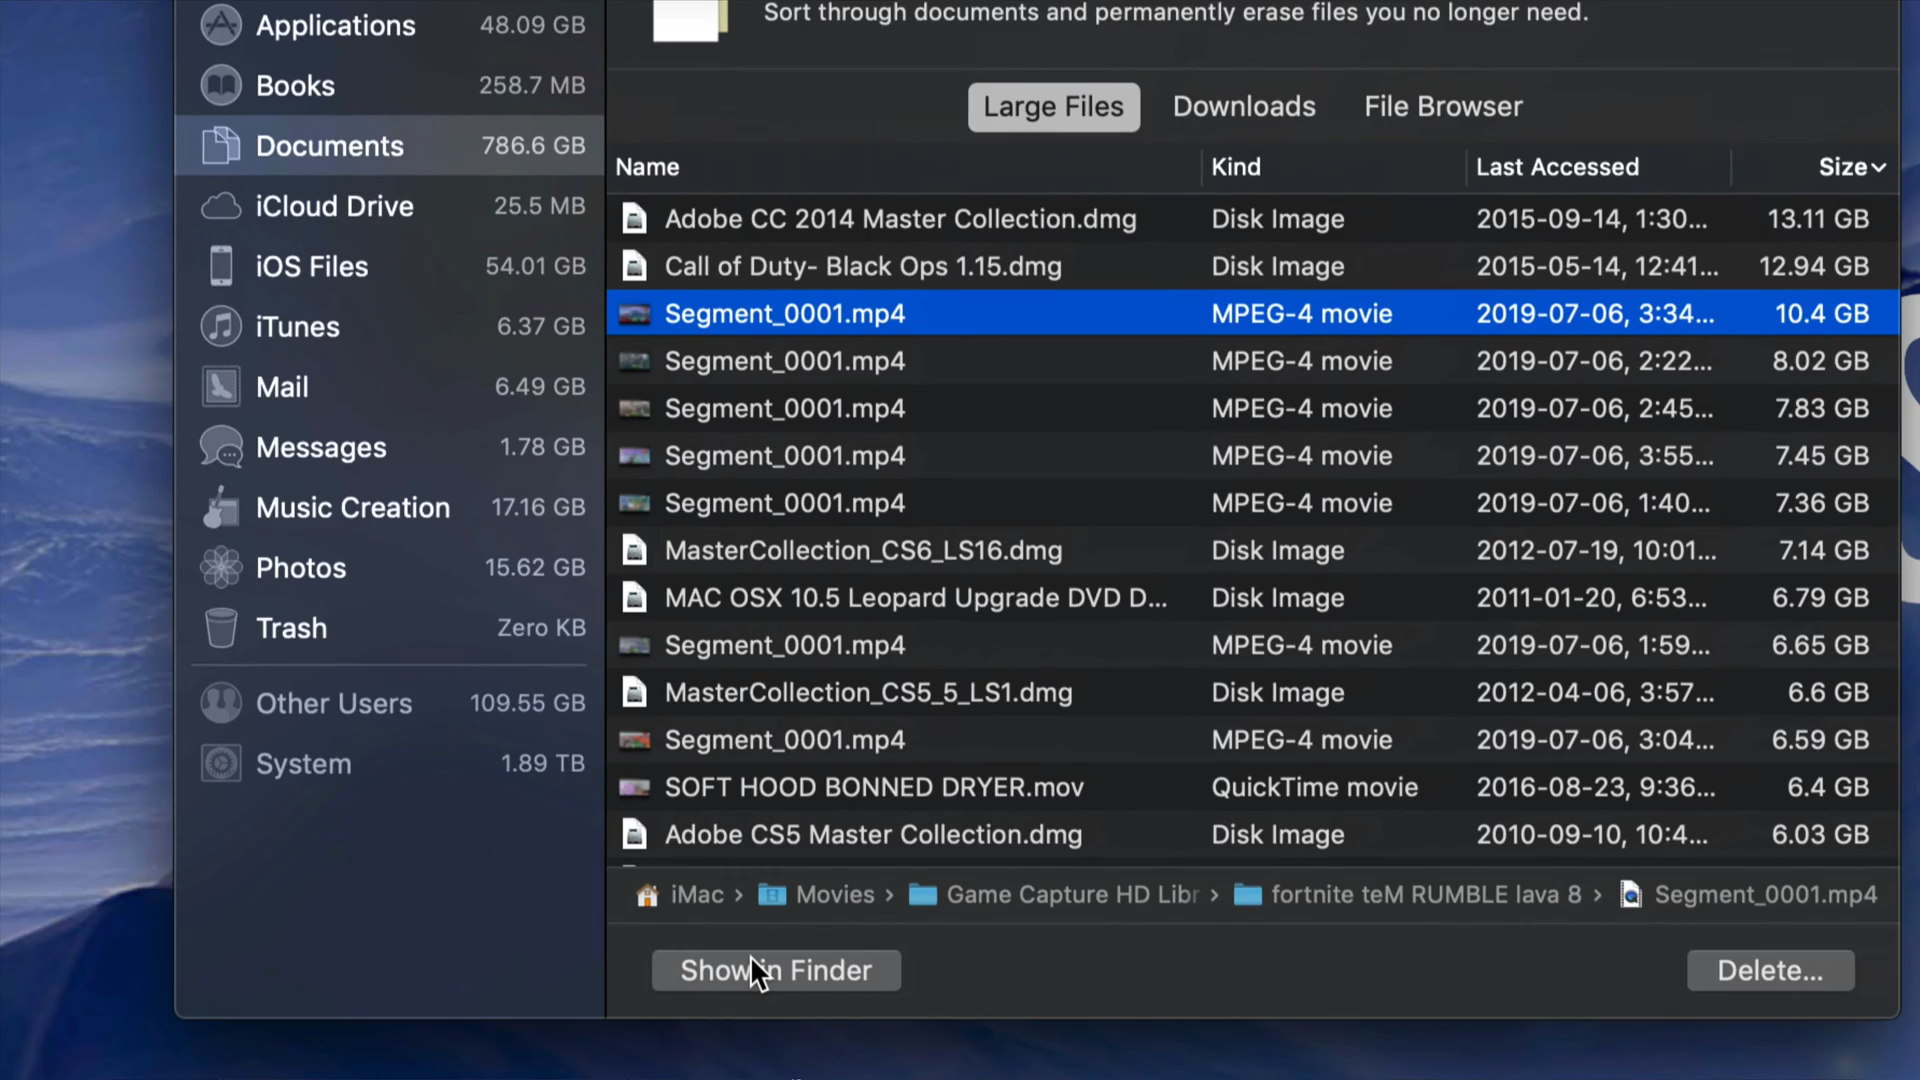 Sort through documents and permanently erase files you no longer need.
Applications 48.09 GB
Books 258.7 MB
Documents 786.6 GB
iCloud Drive 25.5 MB
iOS Files 54.01 GB
iTunes 6.37 GB
Mail 6.49 GB
Messages 1.78 GB
Music Creation 17.16 GB
Photos 15.62 GB
Trash Zero KB
Other Users 109.55 GB
System 1.89 TB
Large Files Downloads File Browser
Name Kind Last Accessed Size
Adobe CC 2014 Master Collection.dmg Disk Image 2015-09-14, 1:30... 13.11 GB
Call of Duty- Black Ops 1.15.dmg Disk Image 2015-05-14, 12:41... 12.94 GB
Segment_0001.mp4 MPEG-4 movie 2019-07-06, 3:34... 10.4 GB
Segment_0001.mp4 MPEG-4 movie 2019-07-06, 2:22... 8.02 GB
Segment_0001.mp4 MPEG-4 movie 2019-07-06, 2:45... 7.83 GB
Segment_0001.mp4 MPEG-4 movie 2019-07-06, 3:55... 7.45 GB
Segment_0001.mp4 MPEG-4 movie 2019-07-06, 1:40... 7.36 GB
MasterCollection_CS6_LS16.dmg Disk Image 2012-07-19, 10:01... 7.14 GB
MAC OSX 10.5 Leopard Upgrade DVD D... Disk Image 2011-01-20, 6:53... 6.79 GB
Segment_0001.mp4 MPEG-4 movie 2019-07-06, 1:59... 6.65 GB
MasterCollection_CS5_5_LS1.dmg Disk Image 2012-04-06, 3:57... 6.6 GB
Segment_0001.mp4 MPEG-4 movie 2019-07-06, 3:04... 6.59 GB
SOFT HOOD BONNED DRYER.mov QuickTime movie 2016-08-23, 9:36... 6.4 GB
Adobe CS5 Master Collection.dmg Disk Image 2010-09-10, 10:4... 6.03 GB
iMac › Movies › Game Capture HD Libr › fortnite teM RUMBLE lava 8 › Segment_0001.mp4
Show in Finder Delete...